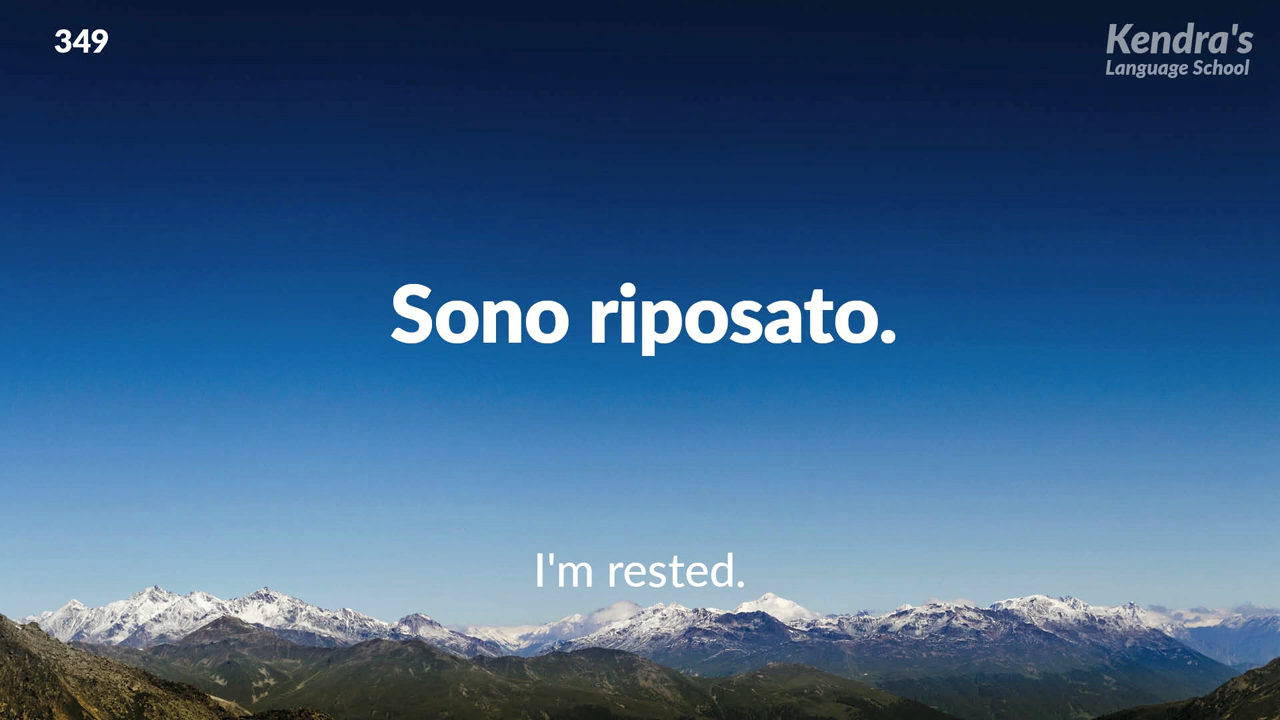 349
Kendra's
Language School
Sono riposato.
I'm rested.